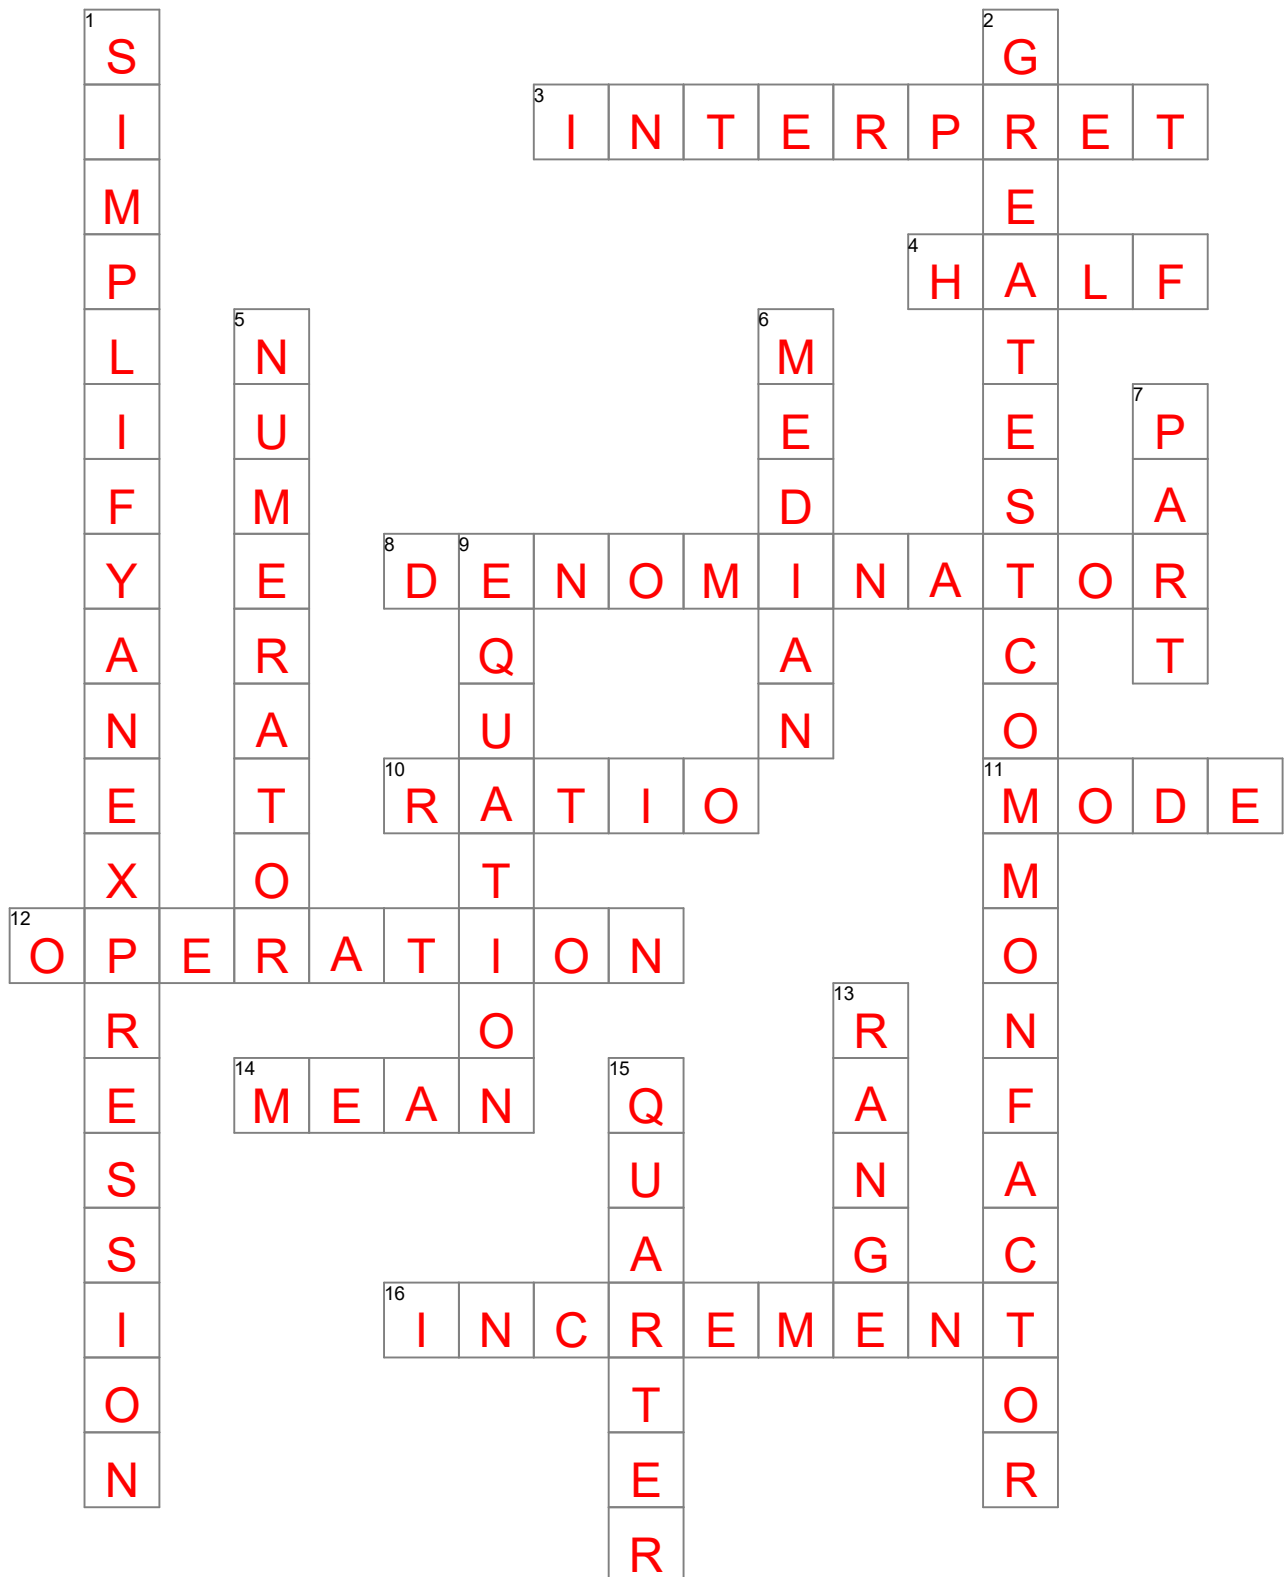 1 2
S G
3
I I N T E R P R E T
M E
4
P H A L F
5 6
L N M T
7
I U E E P
F M D S A
8 9
Y E D E N O M I N A T O R
A R Q A C T
N A U N O
10 11
E T R A T I O M O D E
X O T M
12
O P E R A T I O N O
13
R O R N
14 15
E M E A N Q A F
S U N A
S A G C
16
I I N C R E M E N T
O T O
N E R
R